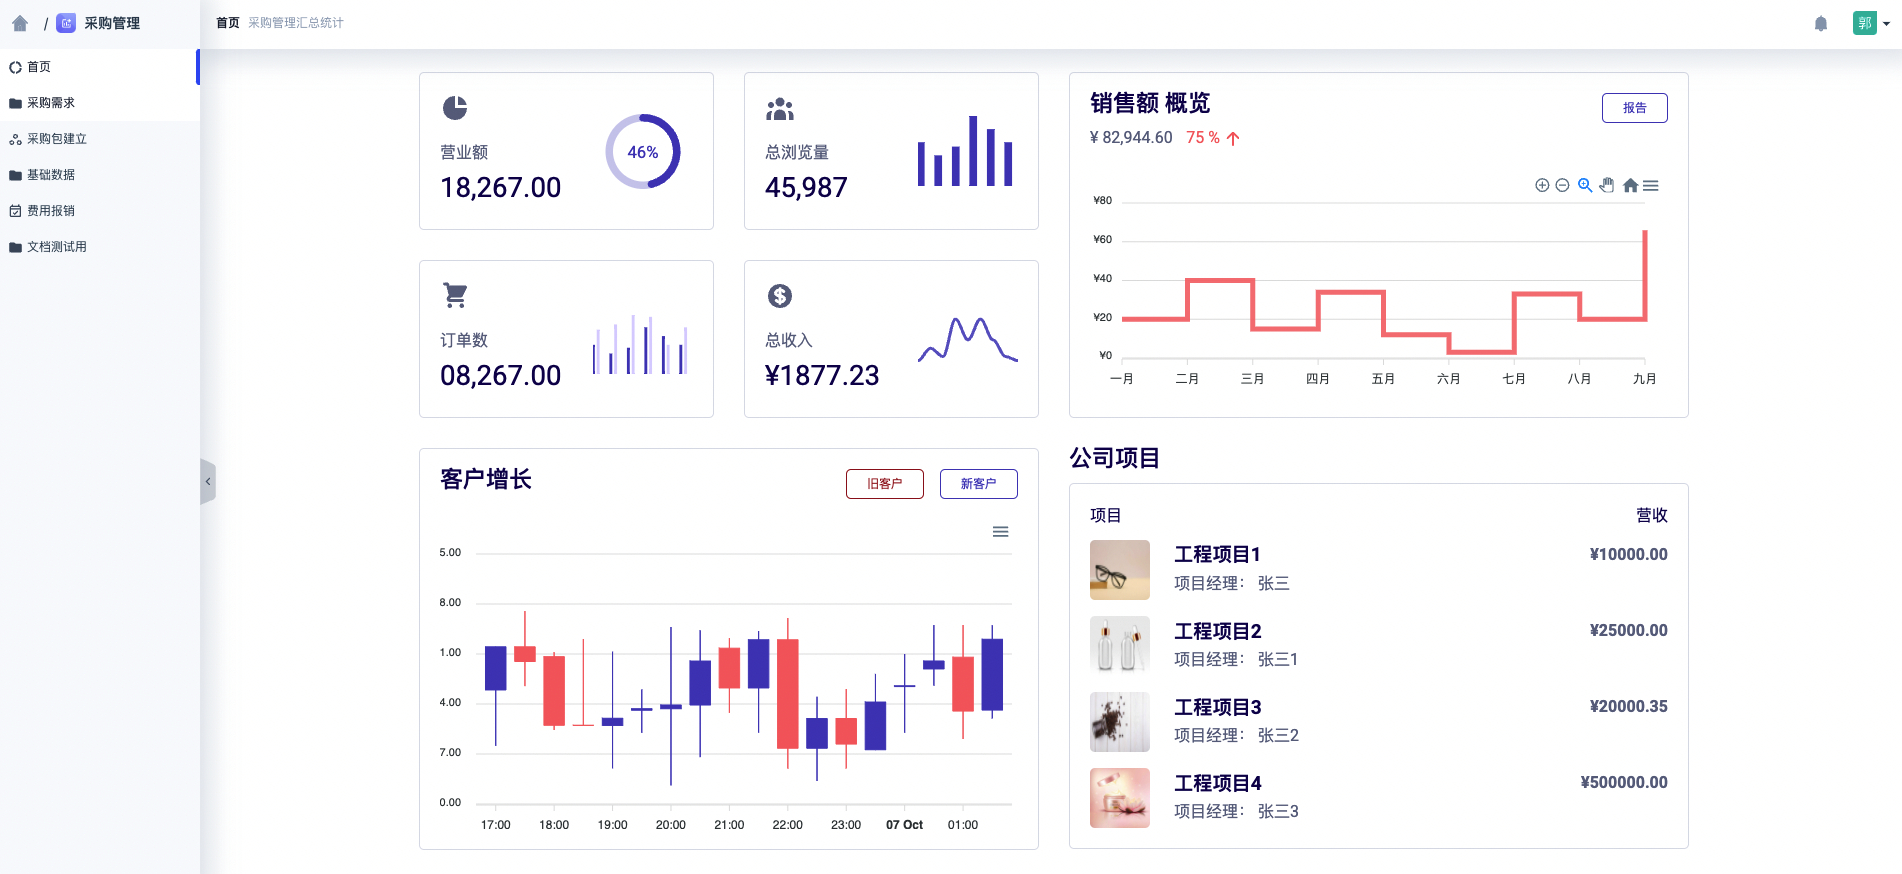 / 采购管理
首页 采购管理汇总统计
郭
首页
采购需求
采购包建立
基础数据
费用报销
文档测试用
营业额
18,267.00
46%
总浏览量
45,987
订单数
08,267.00
总收入
¥1877.23
销售额 概览
报告
¥ 82,944.60 75 %
¥80
¥60
¥40
¥20
¥0
一月 二月 三月 四月 五月 六月 七月 八月 九月
客户增长
旧客户 新客户
5.00
8.00
1.00
4.00
7.00
0.00
17:00 18:00 19:00 20:00 21:00 22:00 23:00 07 Oct 01:00
公司项目
项目 营收
工程项目1 ¥10000.00
项目经理： 张三
工程项目2 ¥25000.00
项目经理： 张三1
工程项目3 ¥20000.35
项目经理： 张三2
工程项目4 ¥500000.00
项目经理： 张三3